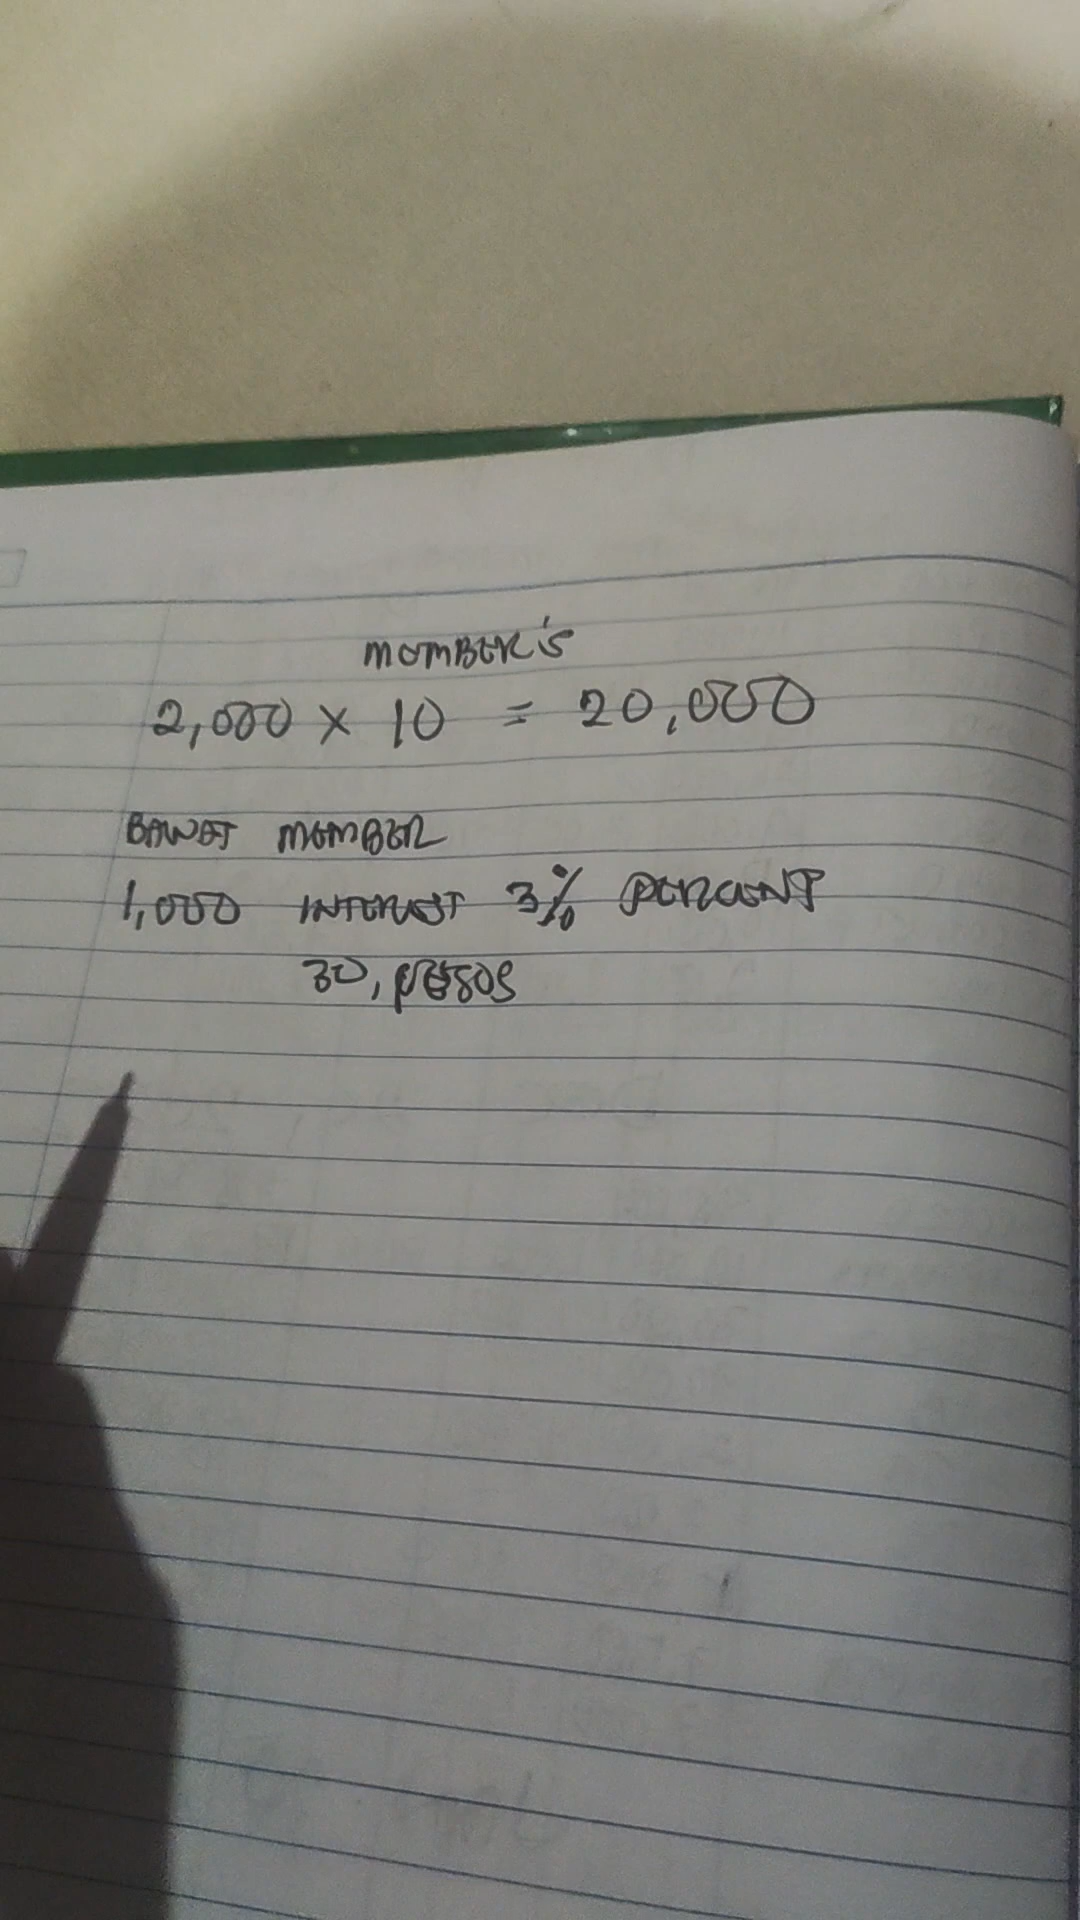 MEMBER'S
2,000 x 10 = 20,000
BAWAT MEMBER
1,000 INTEREST 3% PERCENT
30, PESOS